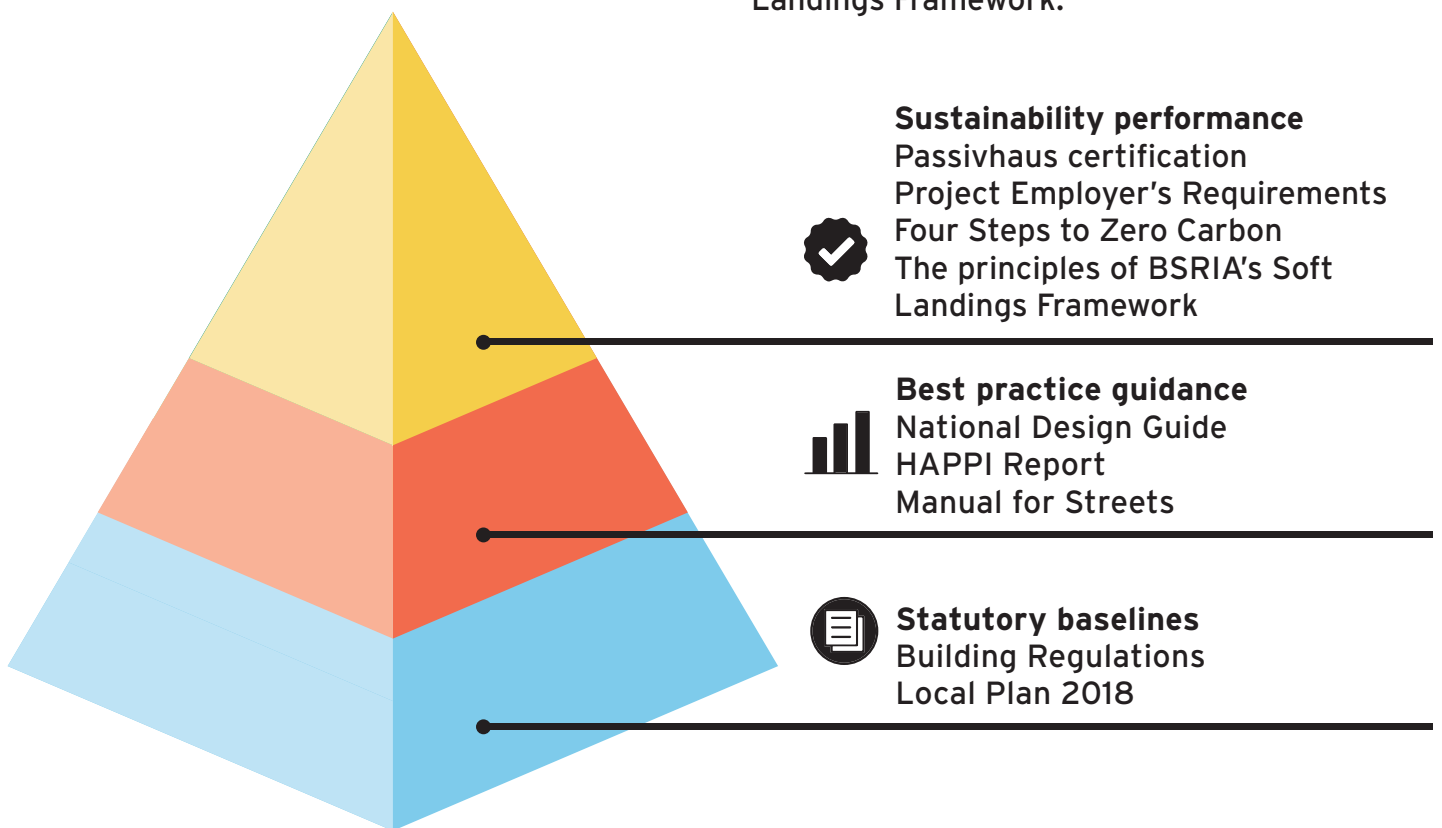 Landings Framework.
Sustainability performance
Passivhaus certification
Project Employer's Requirements
Four Steps to Zero Carbon
The principles of BSRIA's Soft
Landings Framework
Best practice guidance
National Design Guide
HAPPI Report
Manual for Streets
Statutory baselines
Building Regulations
Local Plan 2018